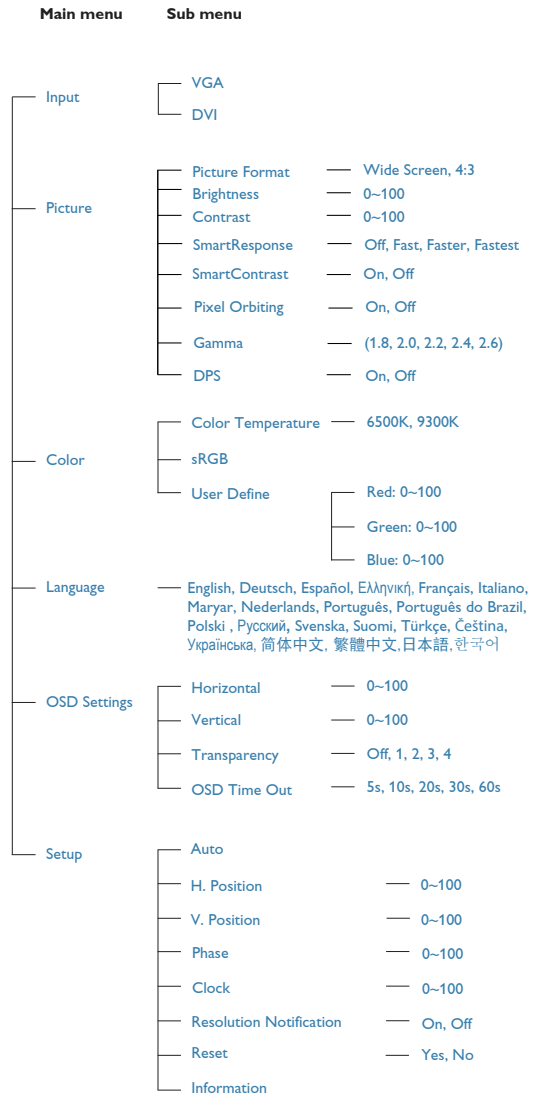 Main menu Sub menu
VGA
Input
DVI
Picture Format Wide Screen, 4:3
Brightness 0~100
Picture
Contrast 0~100
SmartResponse Off, Fast, Faster, Fastest
SmartContrast On, Off
Pixel Orbiting On, Off
Gamma (1.8, 2.0, 2.2, 2.4, 2.6)
DPS On, Off
Color Temperature 6500K, 9300K
Color sRGB
User Define Red: 0~100
Green: 0~100
Blue: 0~100
Language English, Deutsch, Español, Ελληνική, Français, Italiano,
Maryar, Nederlands, Português, Português do Brazil,
Polski , Русский, Svenska, Suomi, Türkçe, Čeština,
Українська, 简体中文, 繁體中文,日本語,한국어
Horizontal 0~100
OSD Settings
Vertical 0~100
Transparency Off, 1, 2, 3, 4
OSD Time Out 5s, 10s, 20s, 30s, 60s
Setup Auto
H. Position 0~100
V. Position 0~100
Phase 0~100
Clock 0~100
Resolution Notification On, Off
Reset Yes, No
Information